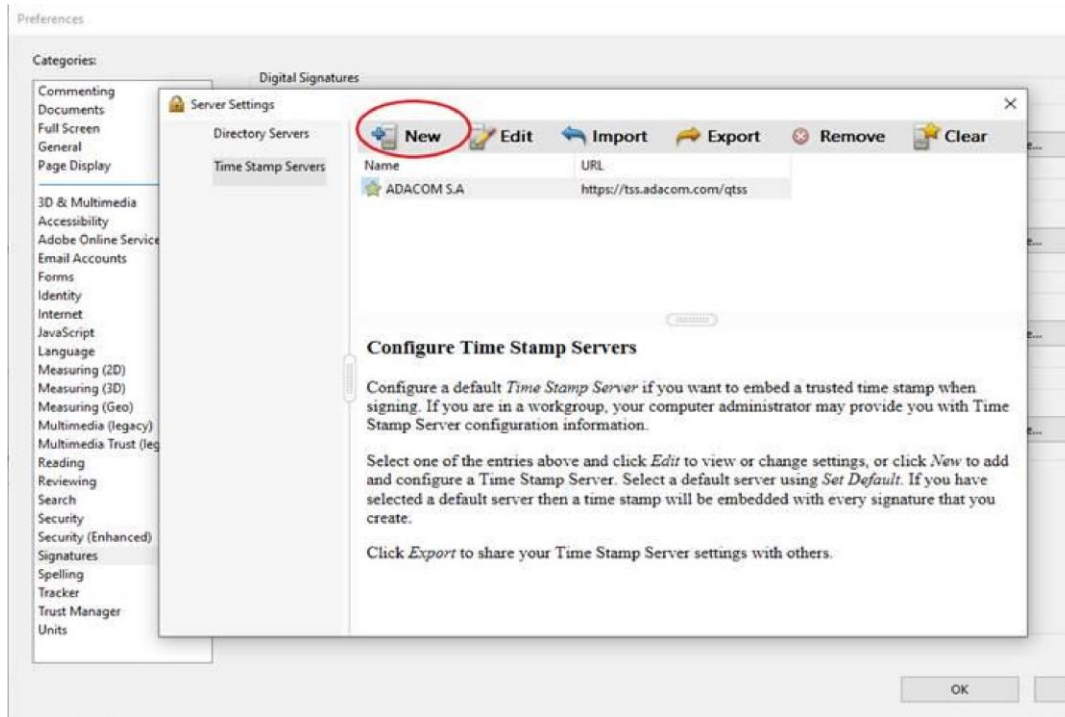 Preferences
Categories:
Commenting
Documents
Full Screen
General
Page Display
3D & Multimedia
Accessibility
Adobe Online Service
Email Accounts
Forms
Identity
Internet
JavaScript
Language
Measuring (2D)
Measuring (3D)
Measuring (Geo)
Multimedia (legacy)
Multimedia Trust (leg
Reading
Reviewing
Search
Security
Security (Enhanced)
Signatures
Spelling
Tracker
Trust Manager
Units
Digital Signatures
Server Settings
Directory Servers
Time Stamp Servers
New Edit Import Export Remove Clear
Name URL
ADACOM S.A https://tss.adacom.com/qtss
Configure Time Stamp Servers
Configure a default Time Stamp Server if you want to embed a trusted time stamp when
signing. If you are in a workgroup, your computer administrator may provide you with Time
Stamp Server configuration information.
Select one of the entries above and click Edit to view or change settings, or click New to add
and configure a Time Stamp Server. Select a default server using Set Default. If you have
selected a default server then a time stamp will be embedded with every signature that you
create.
Click Export to share your Time Stamp Server settings with others.
e...
e...
e...
e...
OK